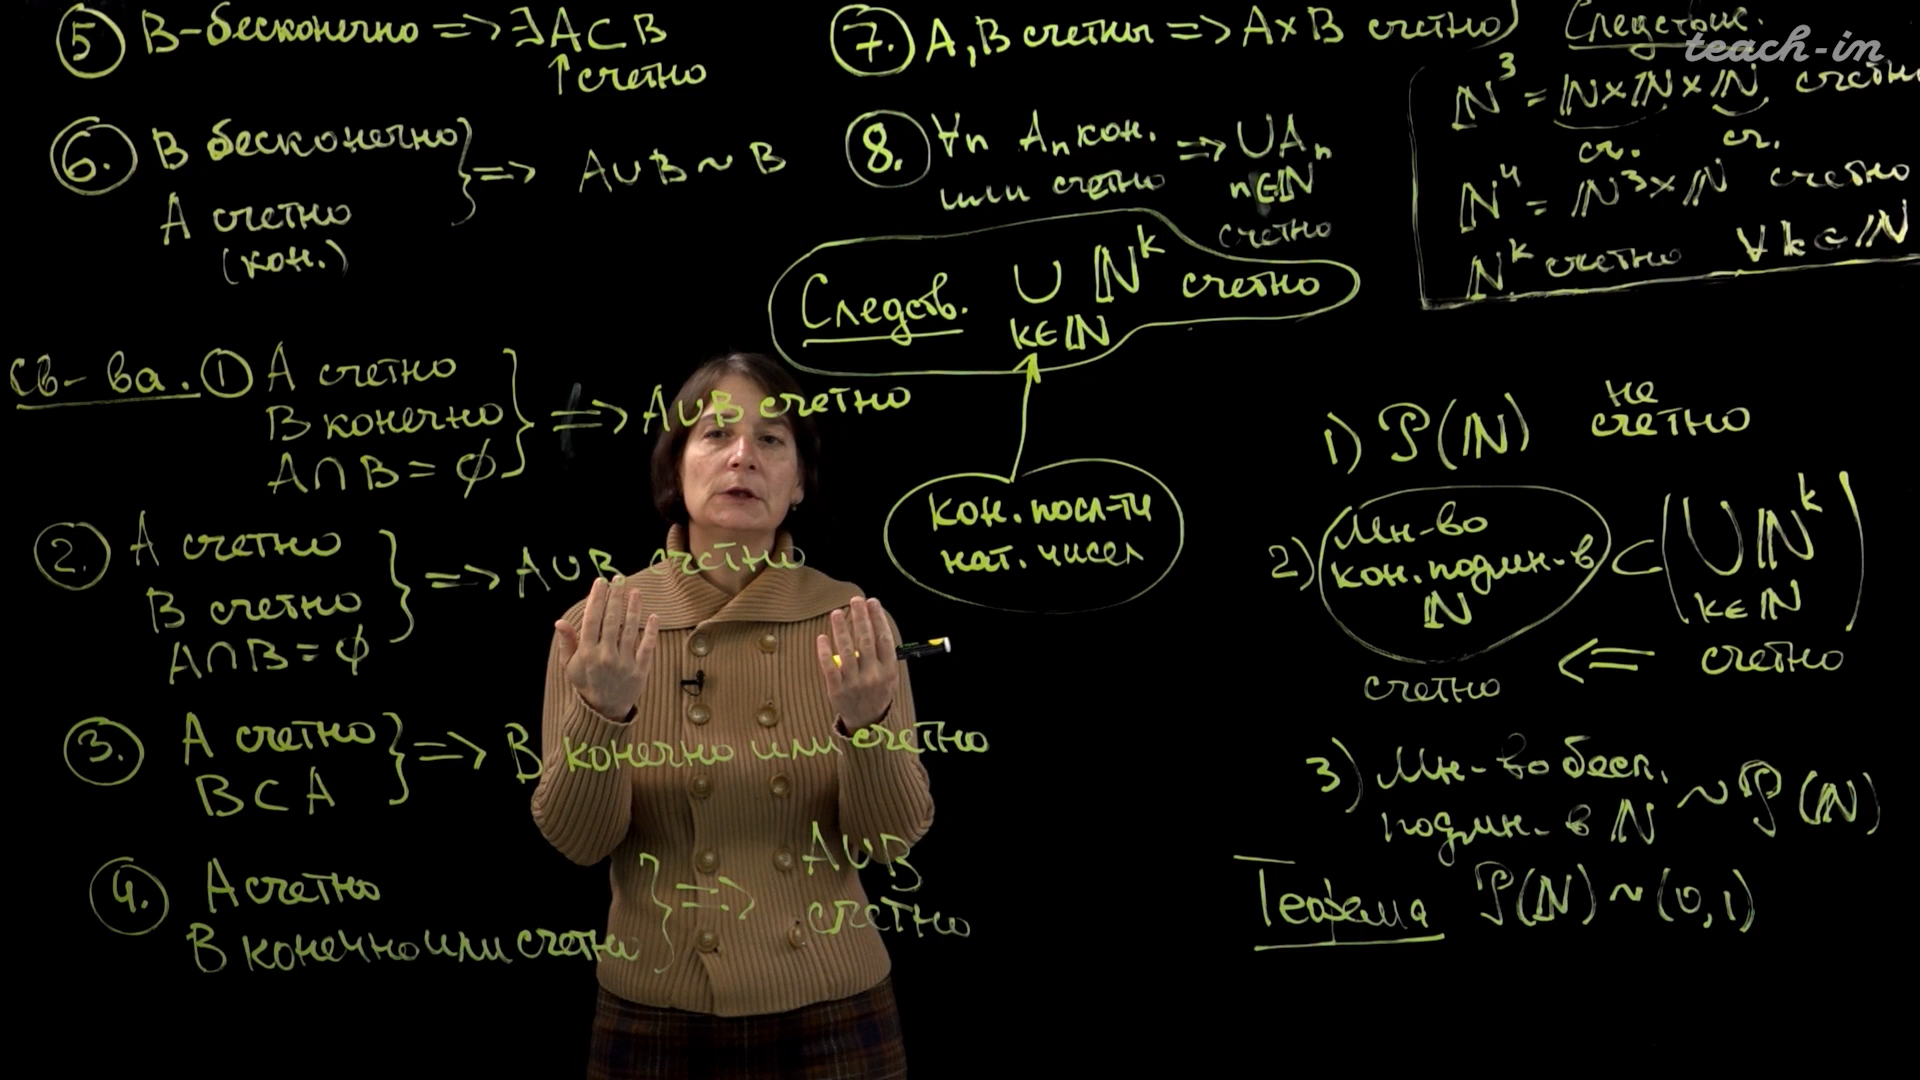 ⑤ В-бесконечно => ∃A⊂B
↑счетно
⑥. В бесконечно
А счетно
(кон.)
} => A∪B ~ B
⑦. A, B счетны => A×B счетно
⑧. ∀n Aₙ кон.
или счетно
=> ∪Aₙ
n∈ℕ
счетно
Следствие.
teach-in
ℕ³ = ℕ×ℕ×ℕ счетно
сч. сч.
ℕ⁴ = ℕ³×ℕ счетно
ℕᵏ счетно ∀k∈ℕ
Следств. ∪ ℕᵏ счетно
k∈ℕ
кон. посл-ти
нат. чисел
Св-ва. ① А счетно
В конечно
A∩B = ∅
} => A∪B счетно
②. А счетно
В счетно
A∩B = ∅
} => A∪B счетно
③. А счетно
B⊂A
} => В конечно или счетно
④. А счетно
В конечно или счетно
} => A∪B
счетно
1) 𝒫(ℕ) не
счетно
2) Мн-во
кон. подмн-в
ℕ
⊂ (∪ℕᵏ)
k∈ℕ
счетно <= счетно
3) Мн-во беск.
подмн-в ℕ ~ 𝒫(ℕ)
Теорема 𝒫(ℕ) ~ (0,1)